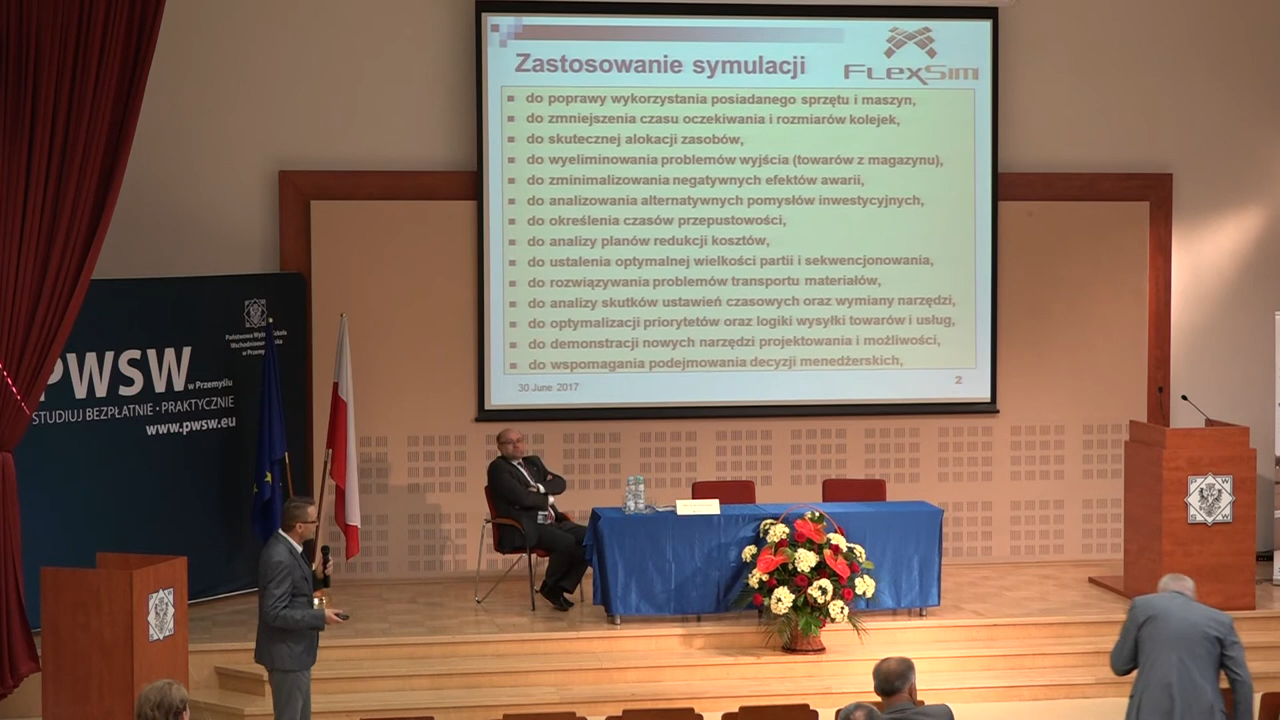 Zastosowanie symulacji
FLEXSIM
do poprawy wykorzystania posiadanego sprzętu i maszyn,
do zmniejszenia czasu oczekiwania i rozmiarów kolejek,
do skutecznej alokacji zasobów,
do wyeliminowania problemów wyjścia (towarów z magazynu),
do zminimalizowania negatywnych efektów awarii,
do analizowania alternatywnych pomysłów inwestycyjnych,
do określenia czasów przepustowości,
do analizy planów redukcji kosztów,
do ustalenia optymalnej wielkości partii i sekwencjonowania,
do rozwiązywania problemów transportu materiałów,
do analizy skutków ustawień czasowych oraz wymiany narzędzi,
do optymalizacji priorytetów oraz logiki wysyłki towarów i usług,
do demonstracji nowych narzędzi projektowania i możliwości,
do wspomagania podejmowania decyzji menedżerskich,
30 June 2017
2
Państwowa
w
PWSW
w Przemyślu
STUDIUJ BEZPŁATNIE • PRAKTYCZNIE
www.pwsw.eu
P W
S W